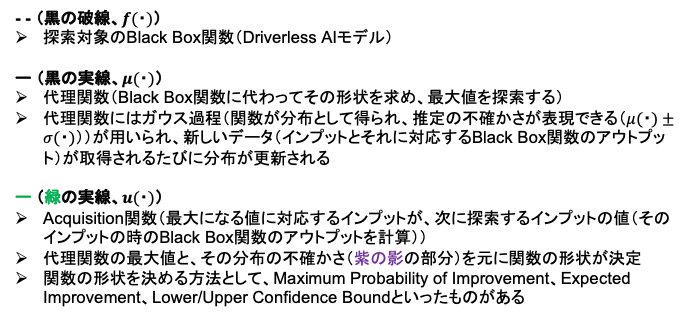 - - （黒の破線、𝒇(･)）
➢ 探索対象のBlack Box関数（Driverless AIモデル）
ー （黒の実線、𝝁(･)）
➢ 代理関数（Black Box関数に代わってその形状を求め、最大値を探索する）
➢ 代理関数にはガウス過程（関数が分布として得られ、推定の不確かさが表現できる（𝜇(･) ±
𝜎(･)））が用いられ、新しいデータ（インプットとそれに対応するBlack Box関数のアウトプッ
ト）が取得されるたびに分布が更新される
ー （緑の実線、𝒖(･)）
➢ Acquisition関数（最大になる値に対応するインプットが、次に探索するインプットの値（その
インプットの時のBlack Box関数のアウトプットを計算））
➢ 代理関数の最大値と、その分布の不確かさ（紫の影の部分）を元に関数の形状が決定
➢ 関数の形状を決める方法として、Maximum Probability of Improvement、Expected
Improvement、Lower/Upper Confidence Boundといったものがある